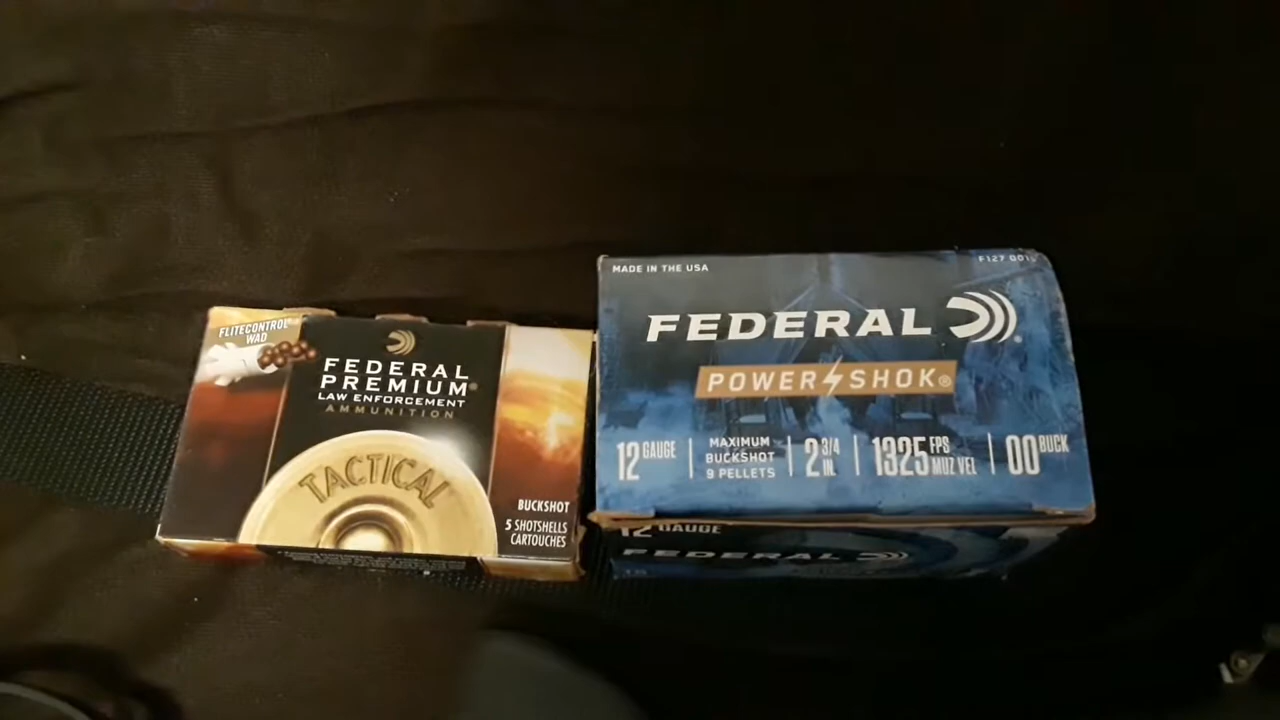 FLITECONTROL®
WAD
FEDERAL
PREMIUM®
LAW ENFORCEMENT
AMMUNITION
TACTICAL
BUCKSHOT
5 SHOTSHELLS
CARTOUCHES
MADE IN THE USA
F127
FEDERAL®
POWER SHOK®
12 GAUGE
MAXIMUM
BUCKSHOT
9 PELLETS
2 3/4
IN.
1325 FPS
MUZ VEL
00 BUCK
12 GAUGE
FEDERAL